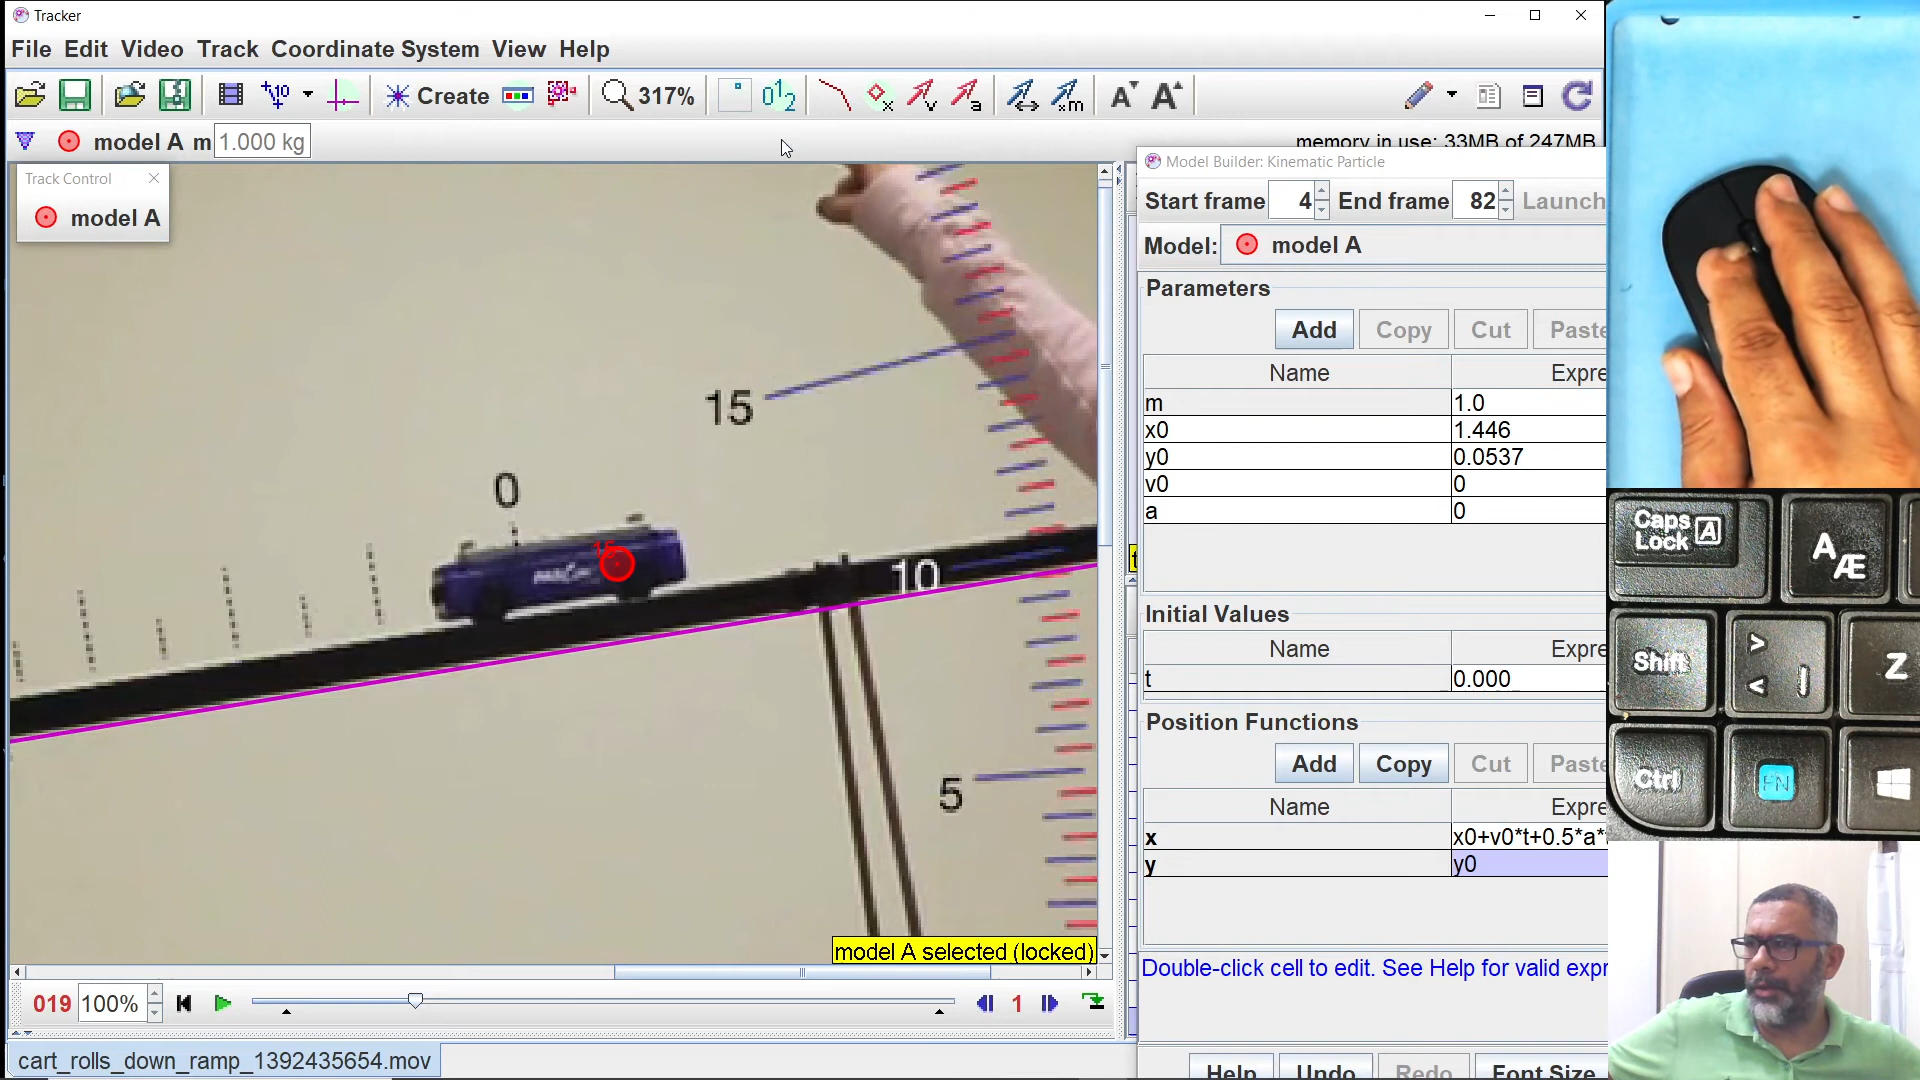 Tracker
File Edit Video Track Coordinate System View Help
Create 317%
model A m 1.000 kg
memory in use: 33MB of 247MB
Track Control
model A
15
0
10
5
15
model A selected (locked)
019 100% 1
cart_rolls_down_ramp_1392435654.mov
Model Builder: Kinematic Particle
Start frame 4 End frame 82 Launch
Model: model A
Parameters
Add Copy Cut Paste
Name Expre
m 1.0
x0 1.446
y0 0.0537
v0 0
a 0
Initial Values
Name Expre
t 0.000
Position Functions
Add Copy Cut Paste
Name Expre
x x0+v0*t+0.5*a*
y y0
Double-click cell to edit. See Help for valid expr
Help Undo Redo Font Size
Caps Lock A
A Æ
Shift > < | Z
Ctrl FN